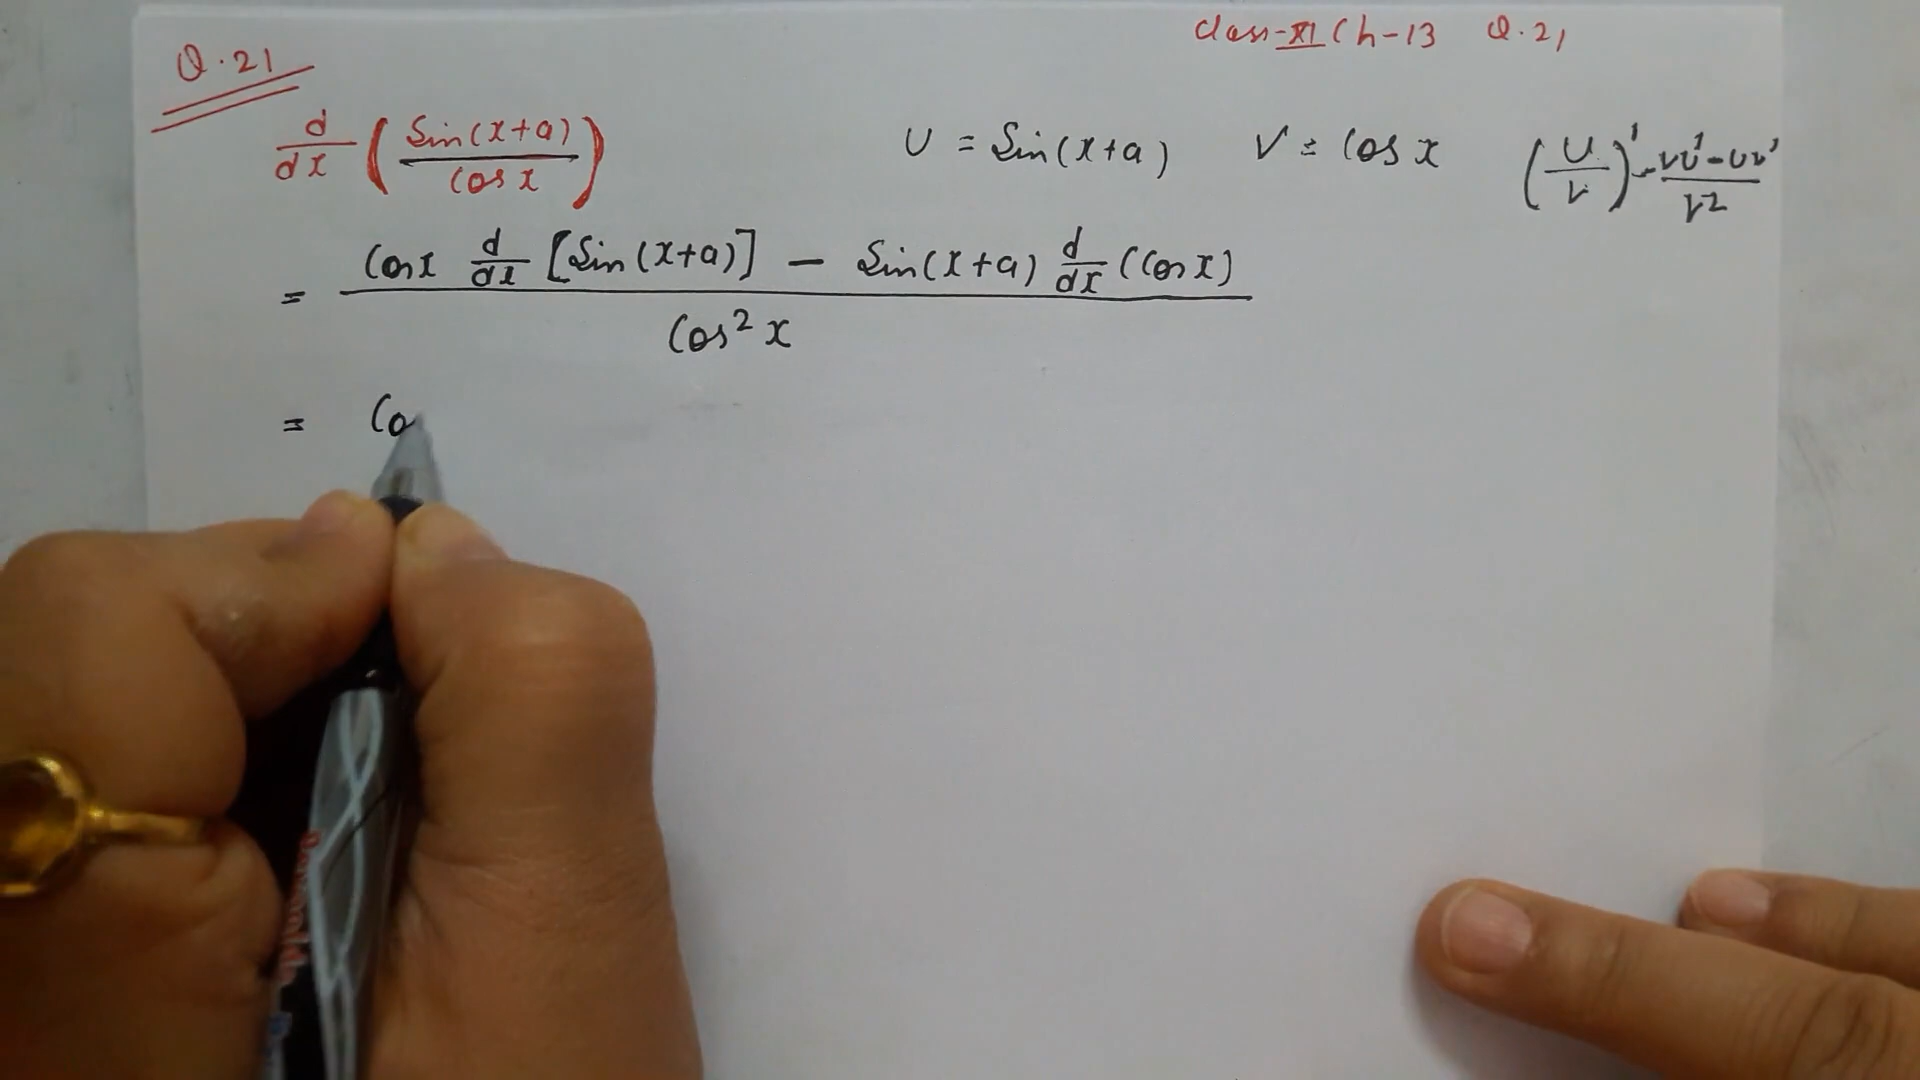 Class-XI Ch-13 Q.21
Q.21
d/dx (Sin(x+a)/Cos x) U = Sin(x+a) V = Cos x (U/V)' = VU'-UV'/V²
= Cos x d/dx [Sin(x+a)] - Sin(x+a) d/dx (Cos x) / Cos² x
= Co